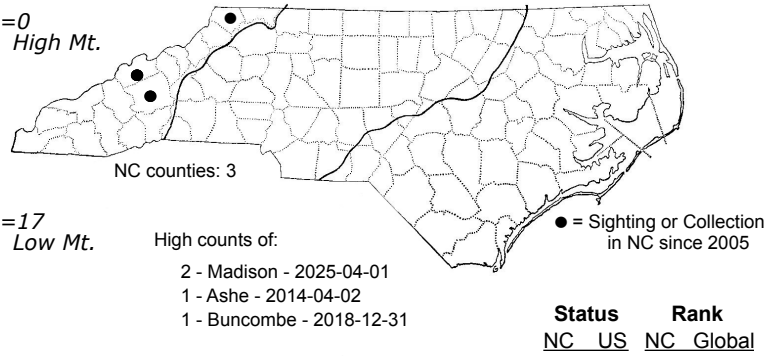 =0
High Mt.
NC counties: 3
=17
Low Mt.
High counts of:
2 - Madison - 2025-04-01
1 - Ashe - 2014-04-02
1 - Buncombe - 2018-12-31
● = Sighting or Collection
in NC since 2005
Status Rank
NC US NC Global